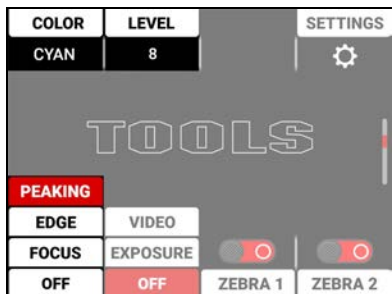 COLOR LEVEL SETTINGS
CYAN 8
TOOLS
PEAKING
EDGE VIDEO
FOCUS EXPOSURE
OFF OFF ZEBRA 1 ZEBRA 2